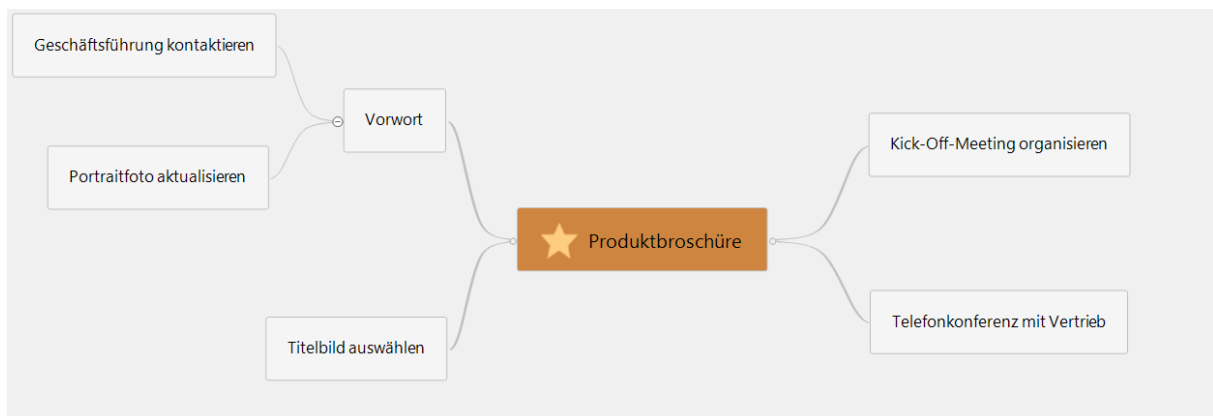 Geschäftsführung kontaktieren
Vorwort
Portraitfoto aktualisieren
Titelbild auswählen
Produktbroschüre
Kick-Off-Meeting organisieren
Telefonkonferenz mit Vertrieb